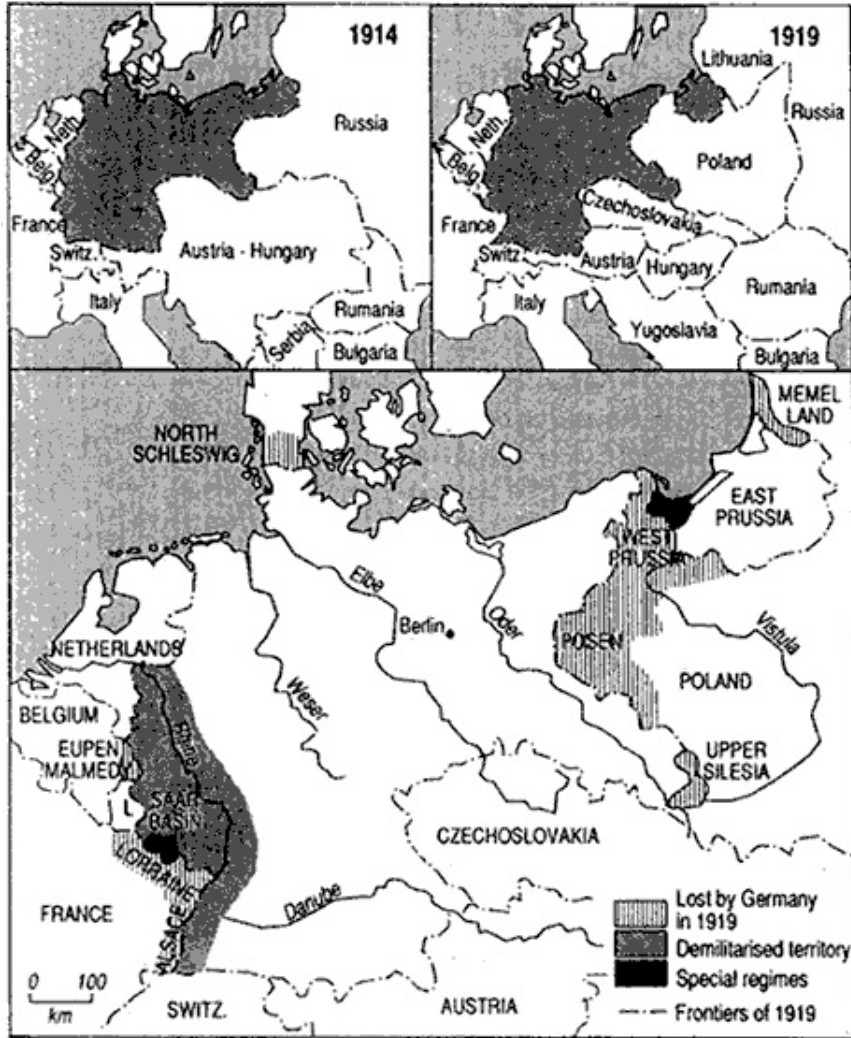 1914
Neth.
Belg.
Russia
France
Switz.
Austria - Hungary
Italy
Rumania
Serbia
Bulgaria
1919
Lithuania
Neth.
Russia
Belg.
Poland
France
Czechoslovakia
Switz.
Austria
Hungary
Italy
Rumania
Yugoslavia
Bulgaria
MEMEL
LAND
NORTH
SCHLESWIG
EAST
PRUSSIA
WEST
PRUSSIA
Elbe
Berlin
Oder
POSEN
Vistula
NETHERLANDS
Weser
POLAND
BELGIUM
Rhine
EUPEN
MALMEDY
UPPER
SILESIA
L
SAAR
BASIN
CZECHOSLOVAKIA
LORRAINE
FRANCE
ALSACE
Danube
Lost by Germany
in 1919
Demilitarised territory
Special regimes
Frontiers of 1919
0 100
km
SWITZ.
AUSTRIA